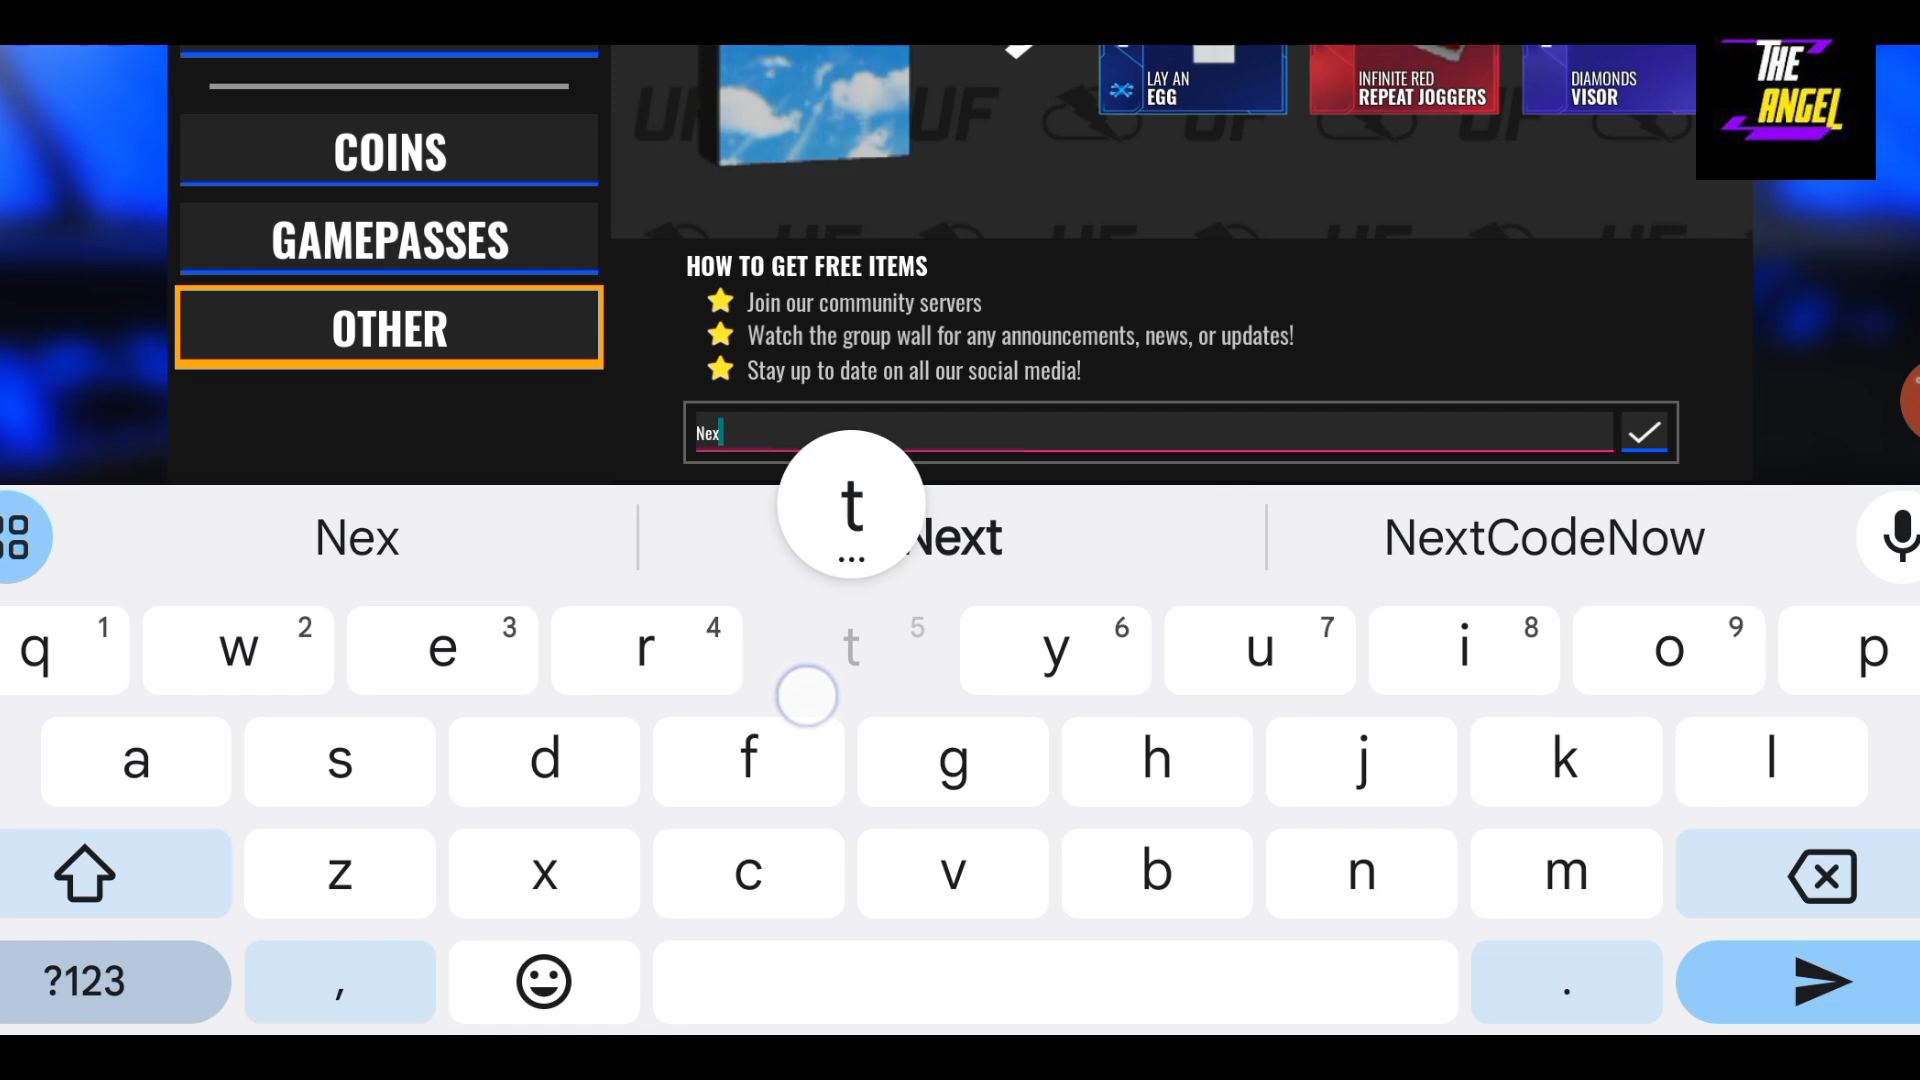 THE
ANGEL
LAY AN
EGG
INFINITE RED
REPEAT JOGGERS
DIAMONDS
VISOR
UF
UF
COINS
GAMEPASSES
OTHER
HOW TO GET FREE ITEMS
Join our community servers
Watch the group wall for any announcements, news, or updates!
Stay up to date on all our social media!
Nex
t
...
Nex
Next
NextCodeNow
q 1 w 2 e 3 r 4 t 5 y 6 u 7 i 8 o 9 p
a s d f g h j k l
z x c v b n m
?123 , .